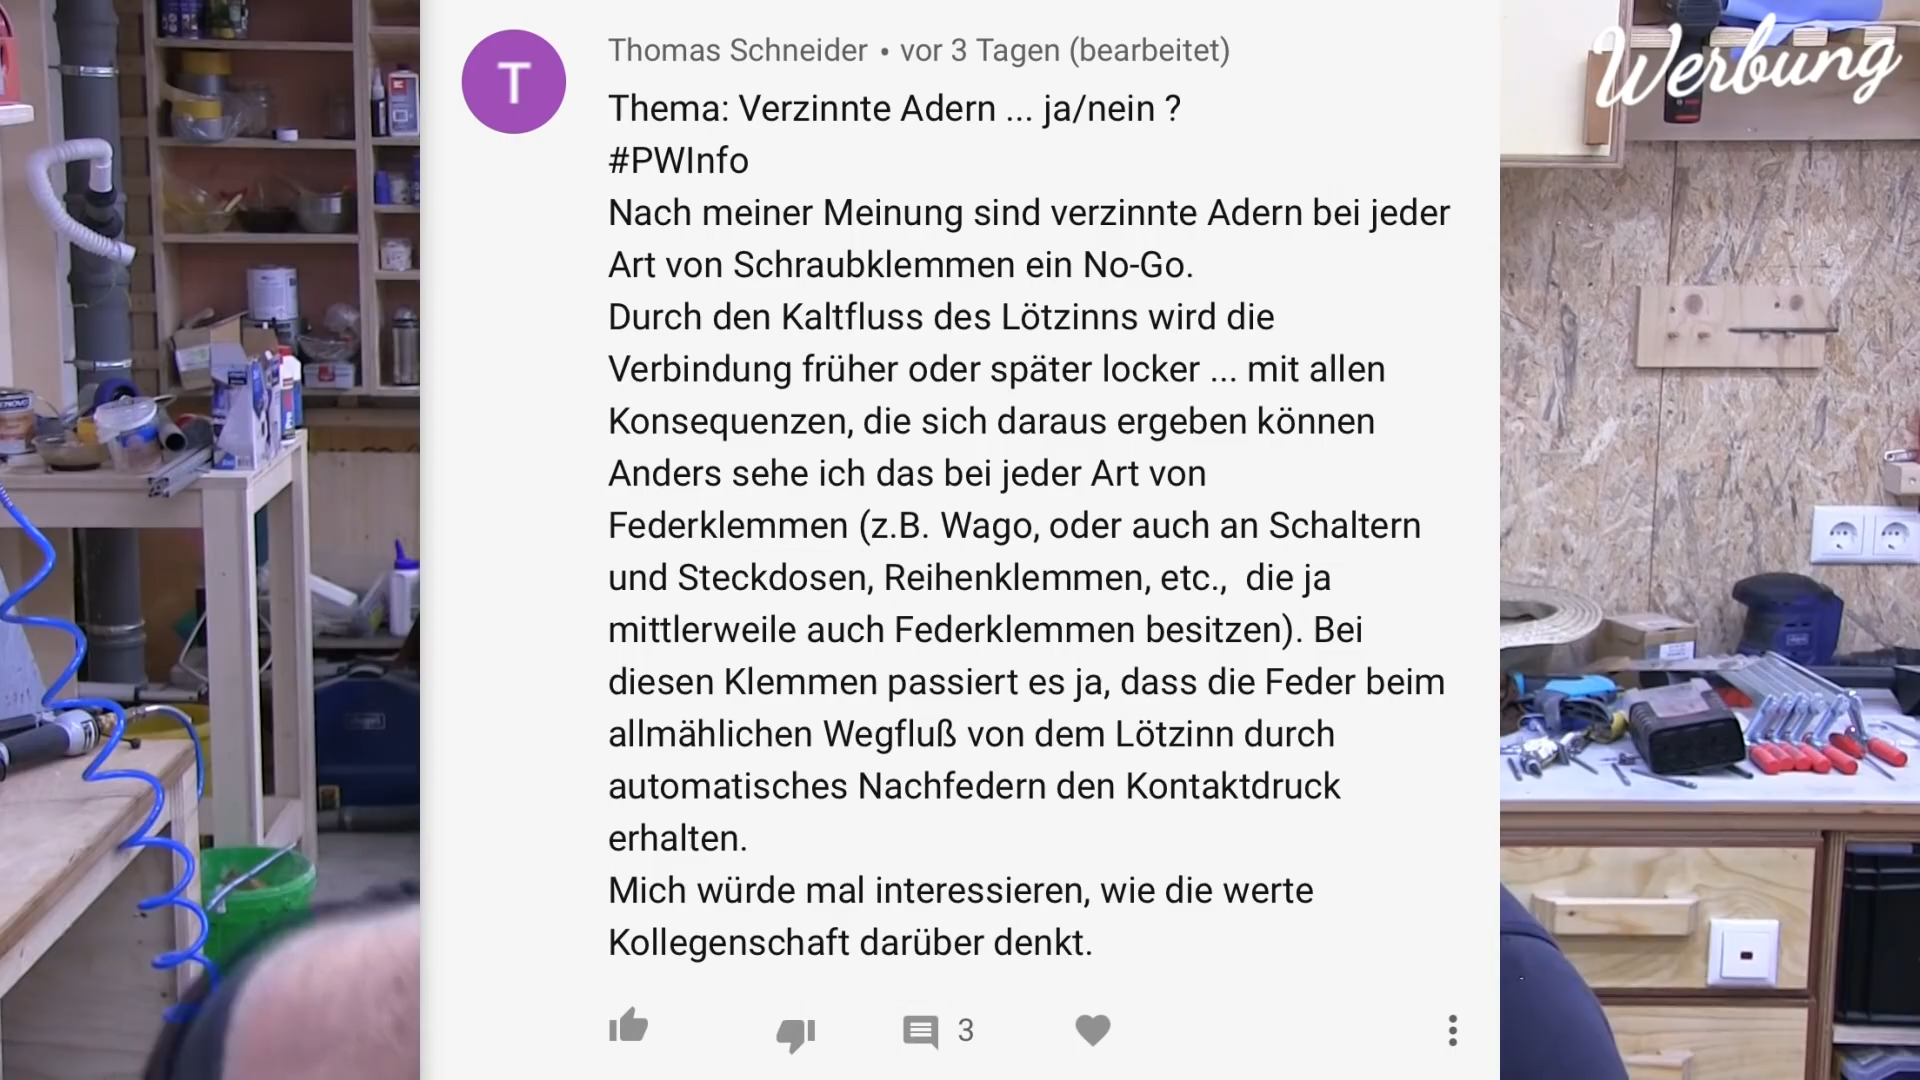 Werbung
Thomas Schneider • vor 3 Tagen (bearbeitet)
T
Thema: Verzinnte Adern ... ja/nein ?
#PWInfo
Nach meiner Meinung sind verzinnte Adern bei jeder
Art von Schraubklemmen ein No-Go.
Durch den Kaltfluss des Lötzinns wird die
Verbindung früher oder später locker ... mit allen
Konsequenzen, die sich daraus ergeben können
Anders sehe ich das bei jeder Art von
Federklemmen (z.B. Wago, oder auch an Schaltern
und Steckdosen, Reihenklemmen, etc.,  die ja
mittlerweile auch Federklemmen besitzen). Bei
diesen Klemmen passiert es ja, dass die Feder beim
allmählichen Wegfluß von dem Lötzinn durch
automatisches Nachfedern den Kontaktdruck
erhalten.
Mich würde mal interessieren, wie die werte
Kollegenschaft darüber denkt.
3